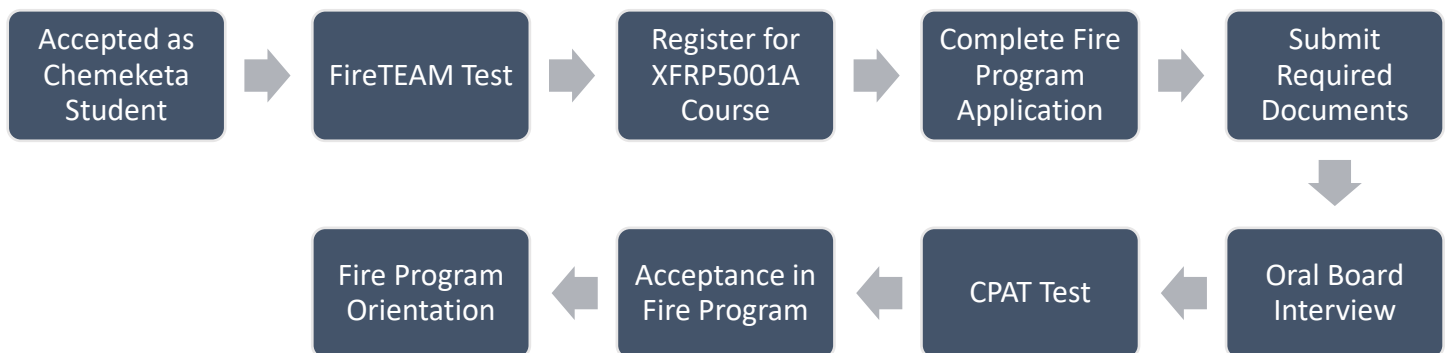 Accepted as
Chemeketa
Student
FireTEAM Test
Register for
XFRP5001A
Course
Complete Fire
Program
Application
Submit
Required
Documents
Oral Board
Interview
CPAT Test
Acceptance in
Fire Program
Fire Program
Orientation